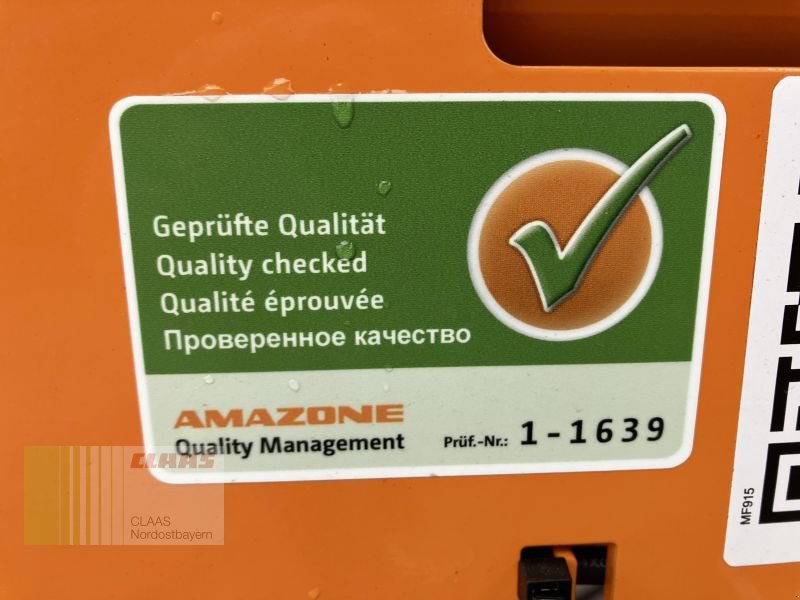 Geprüfte Qualität
Quality checked
Qualité éprouvée
Проверенное качество
AMAZONE
Quality Management
Prüf.-Nr.: 1-1639
CLAAS
CLAAS
Nordostbayern
MF915